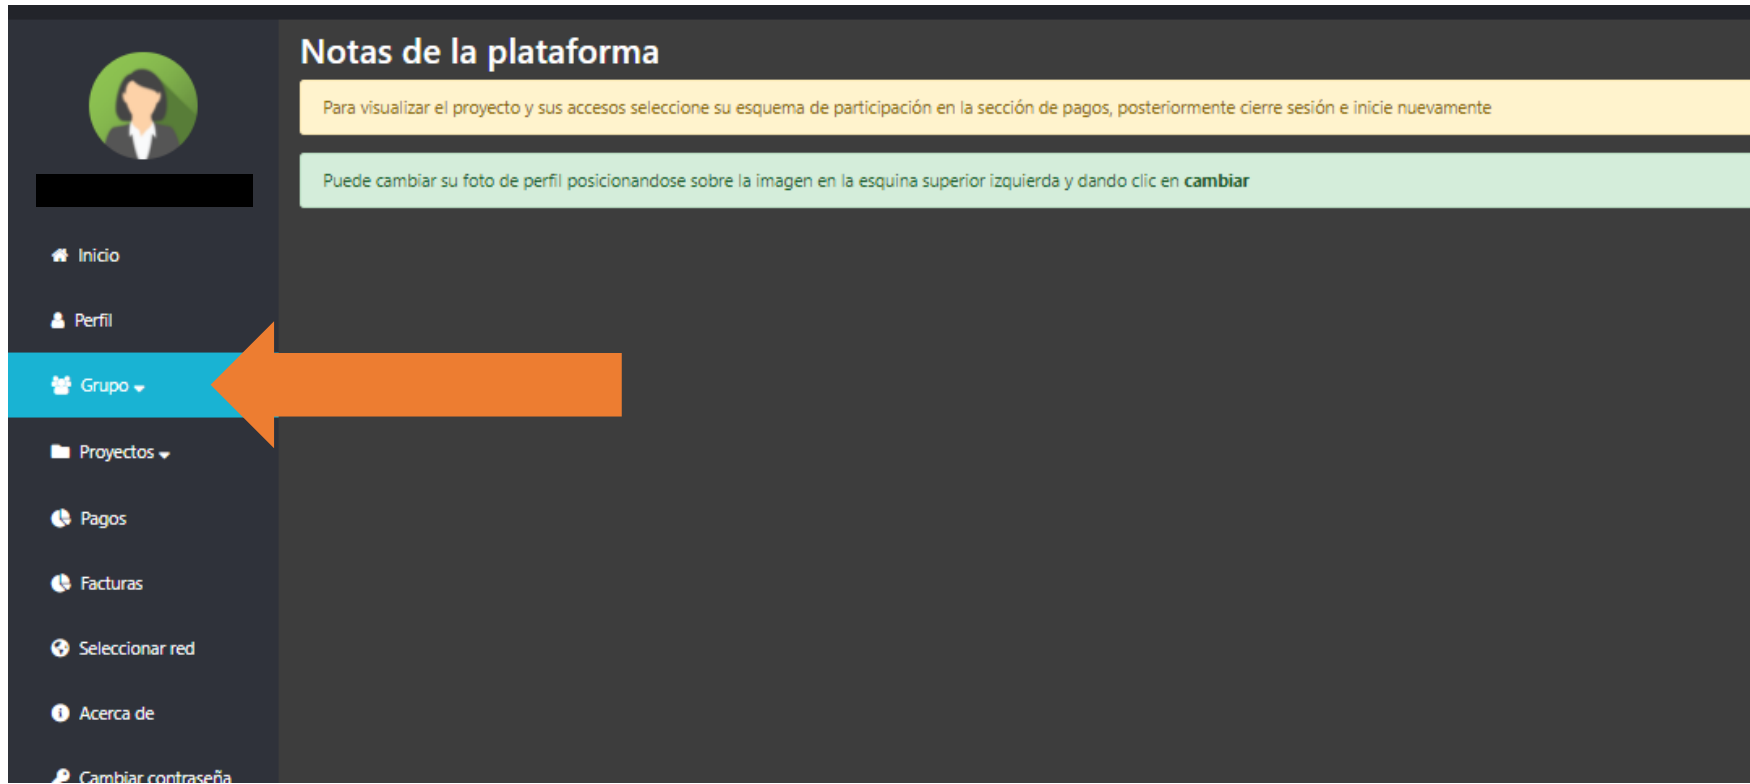 Notas de la plataforma
Para visualizar el proyecto y sus accesos seleccione su esquema de participación en la sección de pagos, posteriormente cierre sesión e inicie nuevamente
Puede cambiar su foto de perfil posicionandose sobre la imagen en la esquina superior izquierda y dando clic en cambiar
Inicio
Perfil
Grupo
Proyectos
Pagos
Facturas
Seleccionar red
Acerca de
Cambiar contraseña